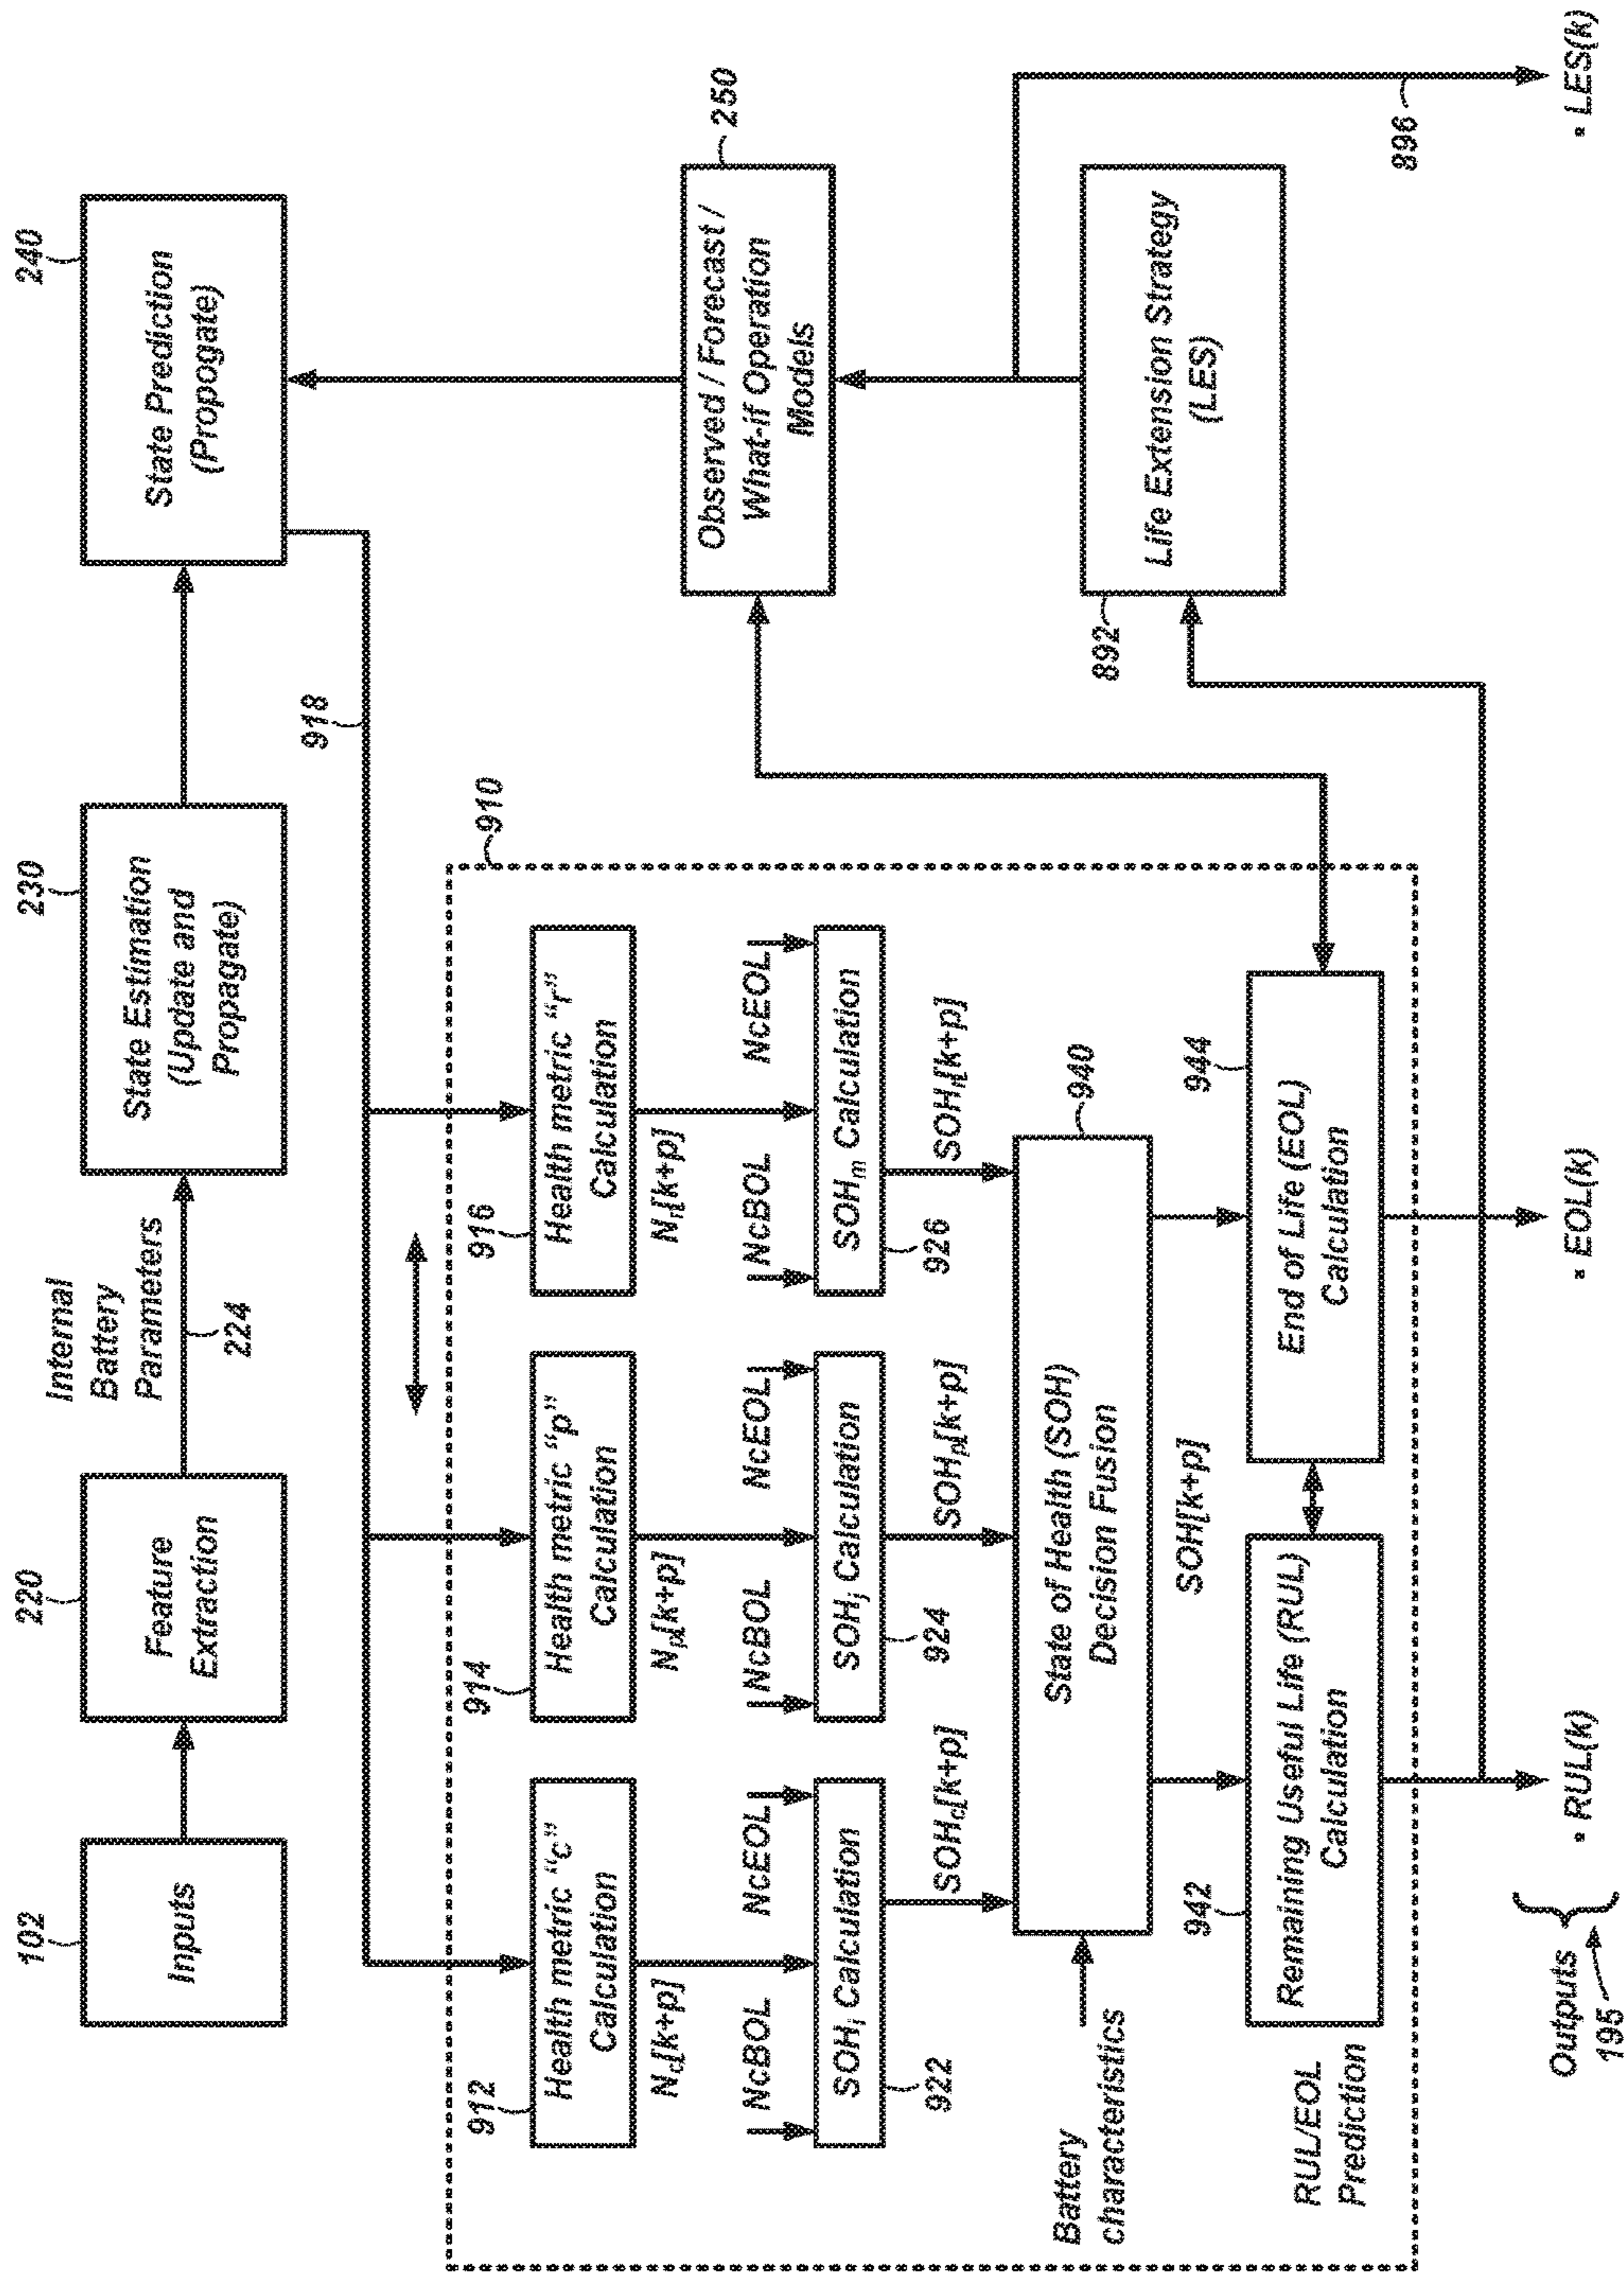 102
Inputs
220
Feature
Extraction
Internal
Battery
Parameters
224
230
State Estimation
(Update and
Propagate)
240
State Prediction
(Propogate)
918
910
912
Health metric "c"
Calculation
914
Health metric "p"
Calculation
916
Health metric "r"
Calculation
Nc[k+p]
Np[k+p]
Nr[k+p]
NcBOL
NcEOL
NcBOL
NcEOL
NcBOL
NcEOL
SOHi Calculation
922
SOHj Calculation
924
SOHm Calculation
926
SOHc[k+p]
SOHp[k+p]
SOHr[k+p]
250
Observed / Forecast /
What-if Operation
Models
Battery
characteristics
State of Health (SOH)
Decision Fusion
940
SOH[k+p]
892
Life Extension Strategy
(LES)
RUL/EOL
Prediction
942
Remaining Useful Life (RUL)
Calculation
944
End of Life (EOL)
Calculation
896
Outputs
195
• RUL(k)
• EOL(k)
• LES(k)